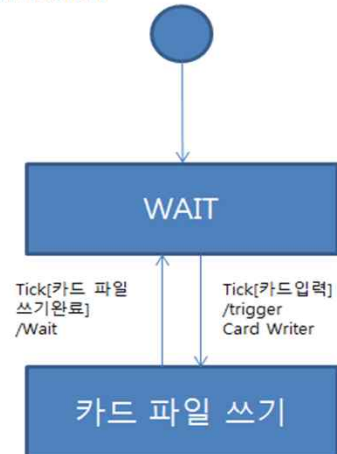 WAIT
Tick[카드 파일
쓰기완료]
/Wait
Tick[카드입력]
/trigger
Card Writer
카드 파일 쓰기